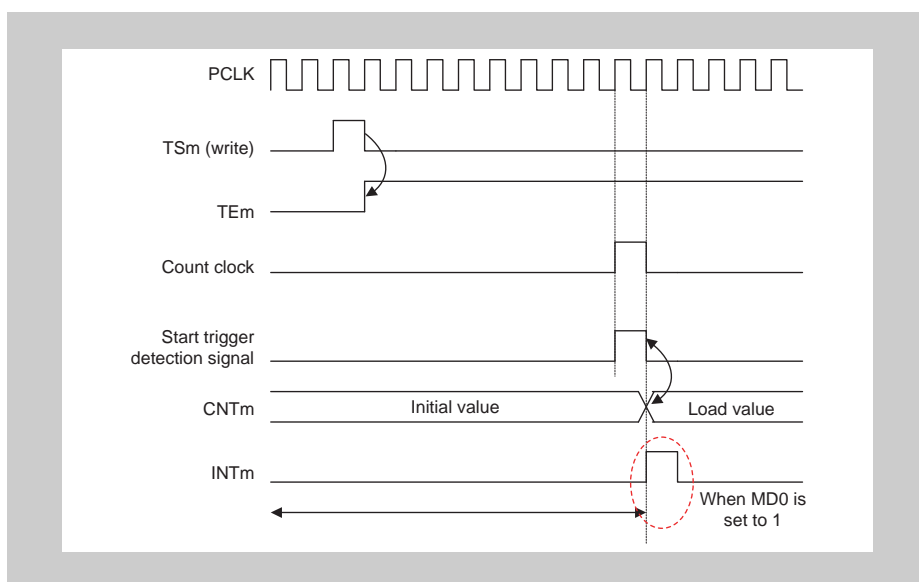 PCLK
TSm (write)
TEm
Count clock
Start trigger
detection signal
CNTm
Initial value
Load value
INTm
When MD0 is
set to 1